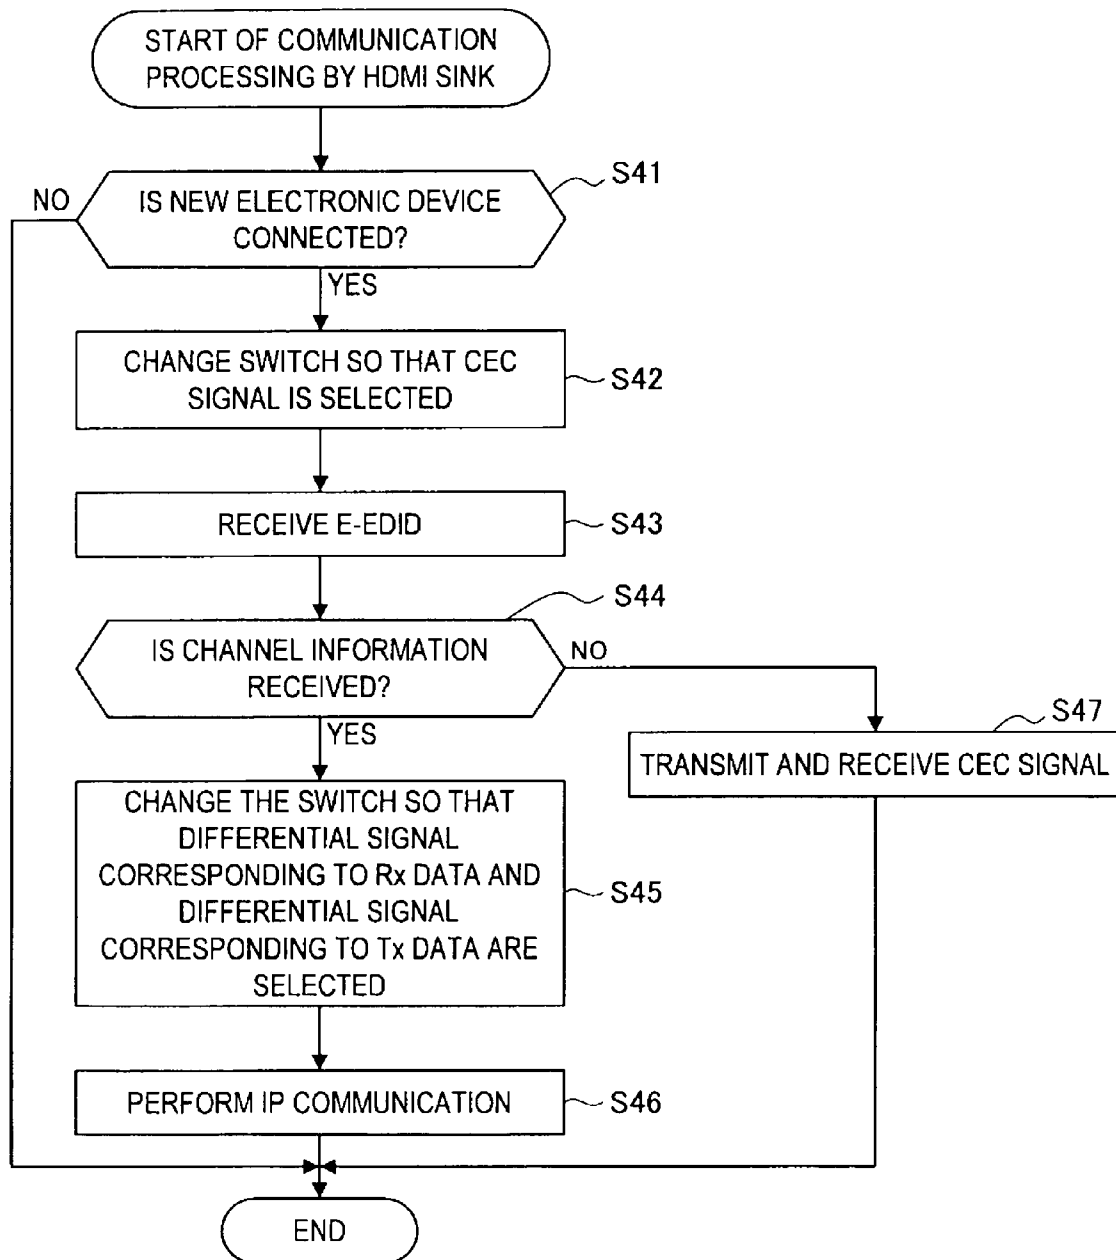 START OF COMMUNICATION
PROCESSING BY HDMI SINK
S41
NO
IS NEW ELECTRONIC DEVICE
CONNECTED?
YES
CHANGE SWITCH SO THAT CEC
SIGNAL IS SELECTED
S42
RECEIVE E-EDID
S43
S44
IS CHANNEL INFORMATION
RECEIVED?
NO
YES
S47
TRANSMIT AND RECEIVE CEC SIGNAL
CHANGE THE SWITCH SO THAT
DIFFERENTIAL SIGNAL
CORRESPONDING TO Rx DATA AND
DIFFERENTIAL SIGNAL
CORRESPONDING TO Tx DATA ARE
SELECTED
S45
PERFORM IP COMMUNICATION
S46
END